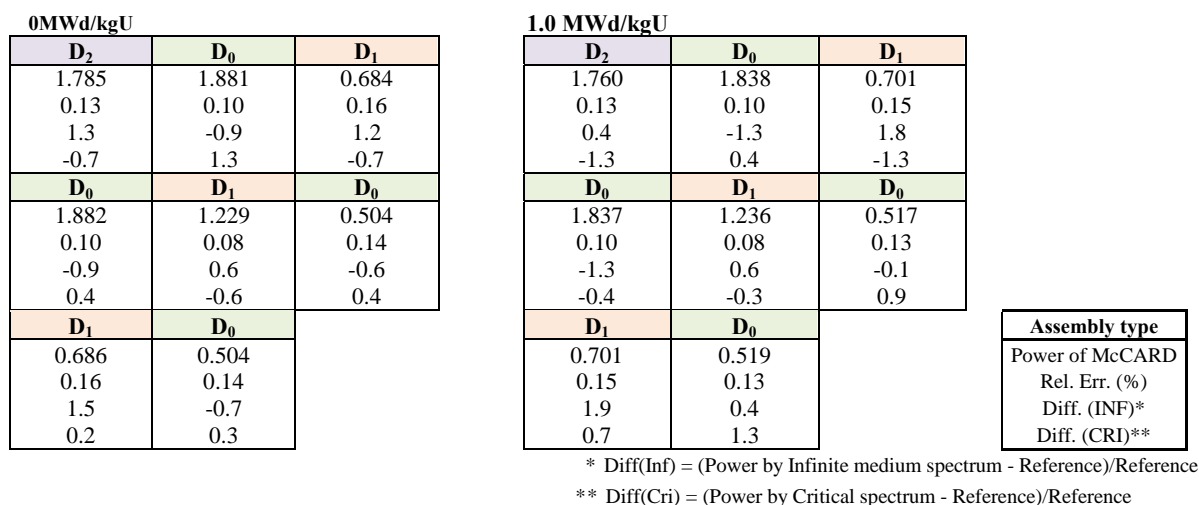 0MWd/kgU
D₂ D₀ D₁
1.785 1.881 0.684
0.13 0.10 0.16
1.3 -0.9 1.2
-0.7 1.3 -0.7
D₀ D₁ D₀
1.882 1.229 0.504
0.10 0.08 0.14
-0.9 0.6 -0.6
0.4 -0.6 0.4
D₁ D₀
0.686 0.504
0.16 0.14
1.5 -0.7
0.2 0.3
1.0 MWd/kgU
D₂ D₀ D₁
1.760 1.838 0.701
0.13 0.10 0.15
0.4 -1.3 1.8
-1.3 0.4 -1.3
D₀ D₁ D₀
1.837 1.236 0.517
0.10 0.08 0.13
-1.3 0.6 -0.1
-0.4 -0.3 0.9
D₁ D₀
0.701 0.519
0.15 0.13
1.9 0.4
0.7 1.3
Assembly type
Power of McCARD
Rel. Err. (%)
Diff. (INF)*
Diff. (CRI)**
* Diff(Inf) = (Power by Infinite medium spectrum - Reference)/Reference
** Diff(Cri) = (Power by Critical spectrum - Reference)/Reference